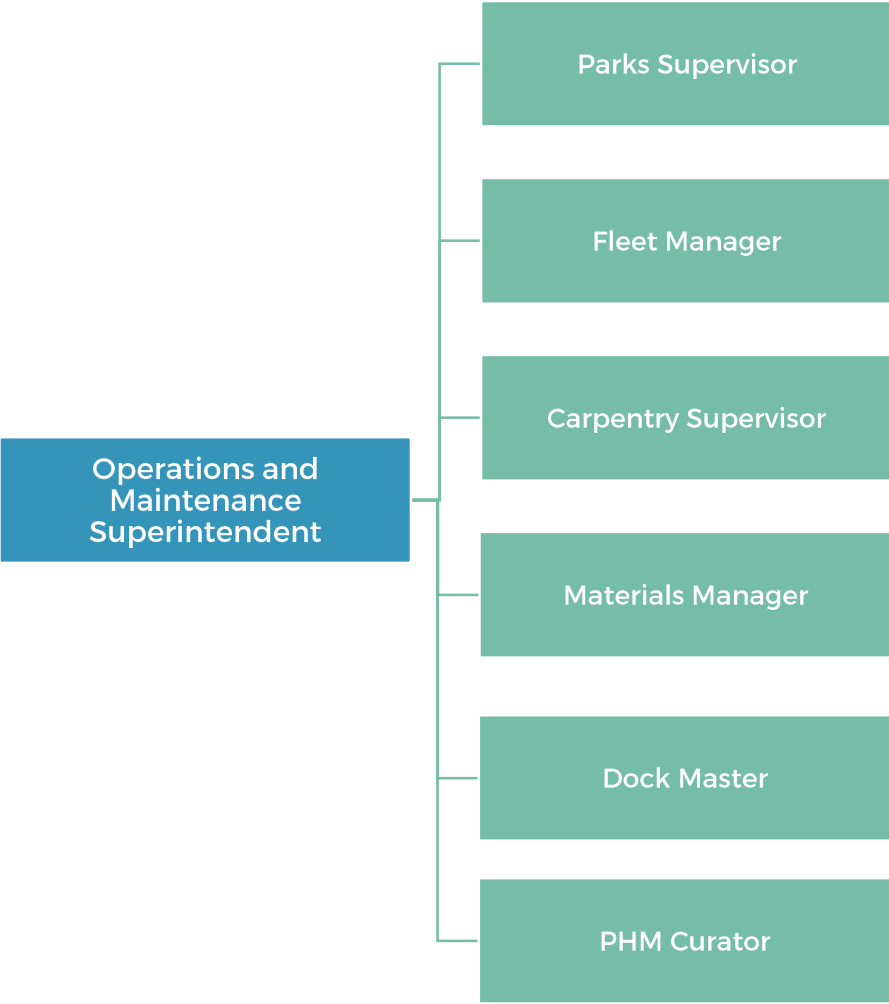 Parks Supervisor
Fleet Manager
Carpentry Supervisor
Operations and
Maintenance
Superintendent
Materials Manager
Dock Master
PHM Curator